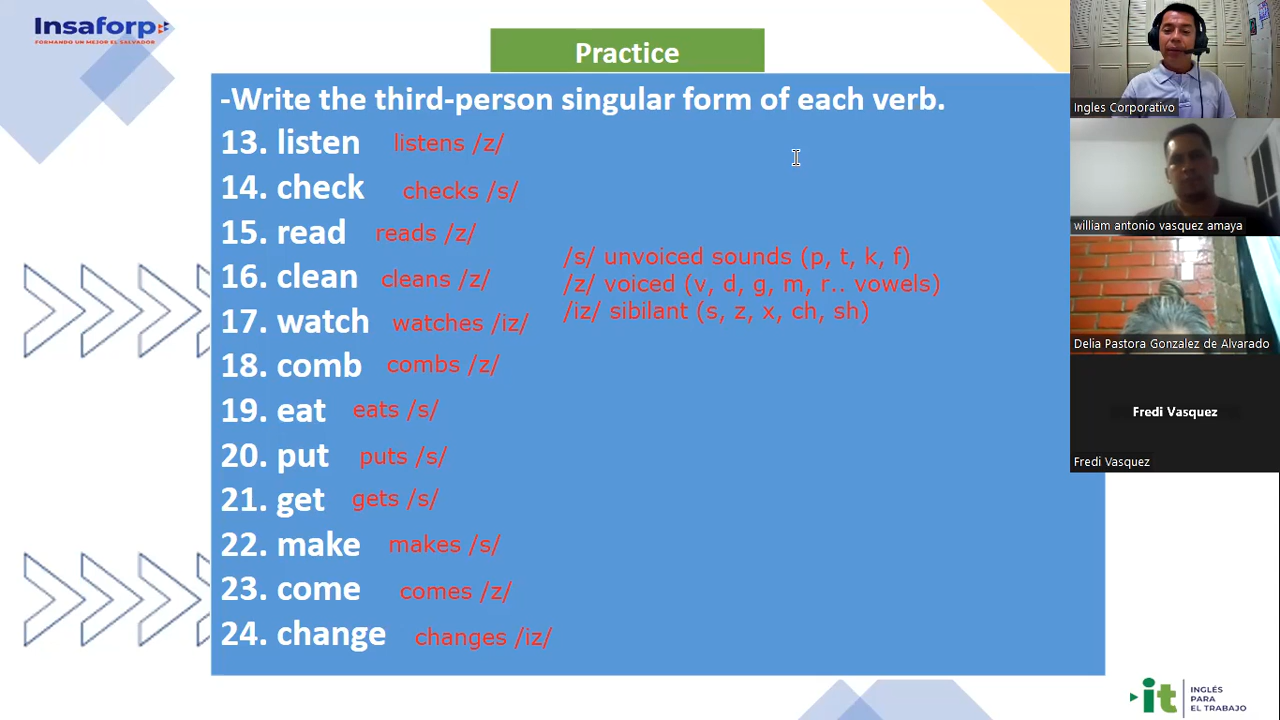 Insaforp
FORMANDO UN MEJOR EL SALVADOR
Practice
-Write the third-person singular form of each verb.
13. listen listens /z/
14. check checks /s/
15. read reads /z/
16. clean cleans /z/
17. watch watches /iz/
18. comb combs /z/
19. eat eats /s/
20. put puts /s/
21. get gets /s/
22. make makes /s/
23. come comes /z/
24. change changes /iz/
/s/ unvoiced sounds (p, t, k, f)
/z/ voiced (v, d, g, m, r.. vowels)
/iz/ sibilant (s, z, x, ch, sh)
Ingles Corporativo
william antonio vasquez amaya
Delia Pastora Gonzalez de Alvarado
Fredi Vasquez
Fredi Vasquez
it
INGLÉS
PARA
EL TRABAJO